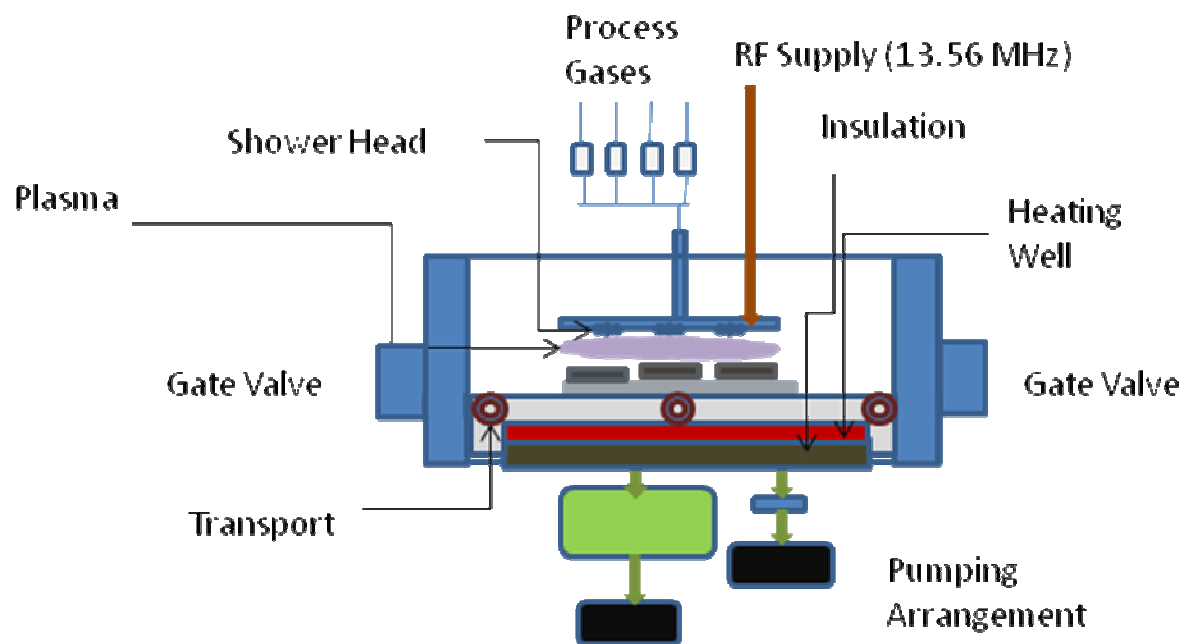 Process
Gases
RF Supply (13.56 MHz)
Shower Head
Insulation
Plasma
Heating
Well
Gate Valve
Gate Valve
Transport
Pumping
Arrangement